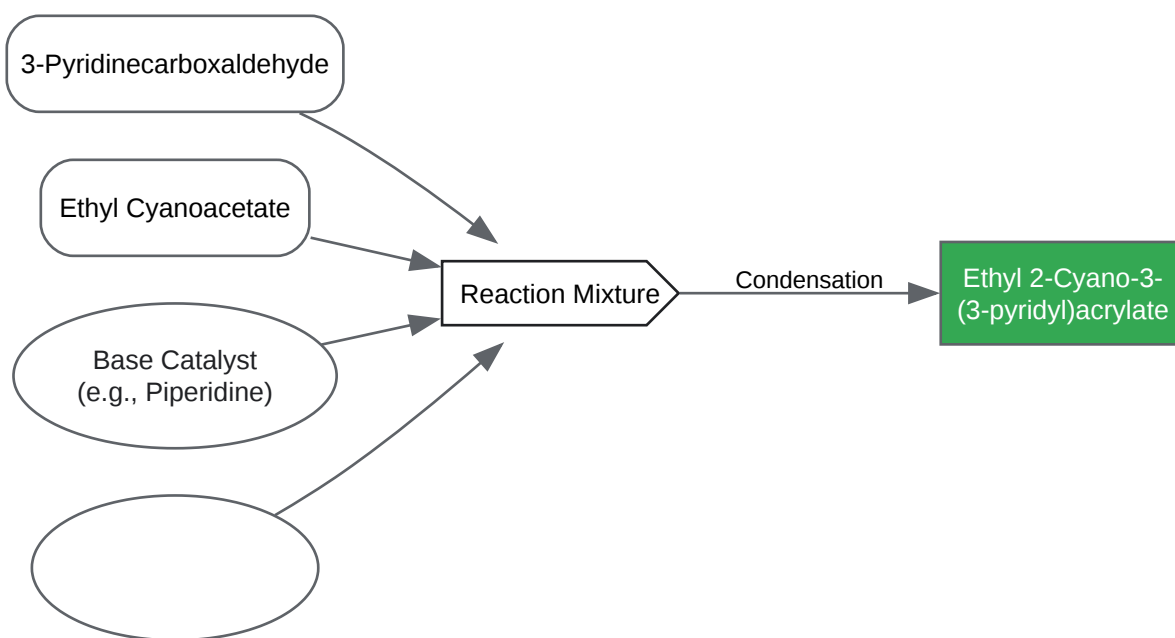 3-Pyridinecarboxaldehyde
Ethyl Cyanoacetate
Base Catalyst
(e.g., Piperidine)
Reaction Mixture
Condensation
Ethyl 2-Cyano-3-
(3-pyridyl)acrylate